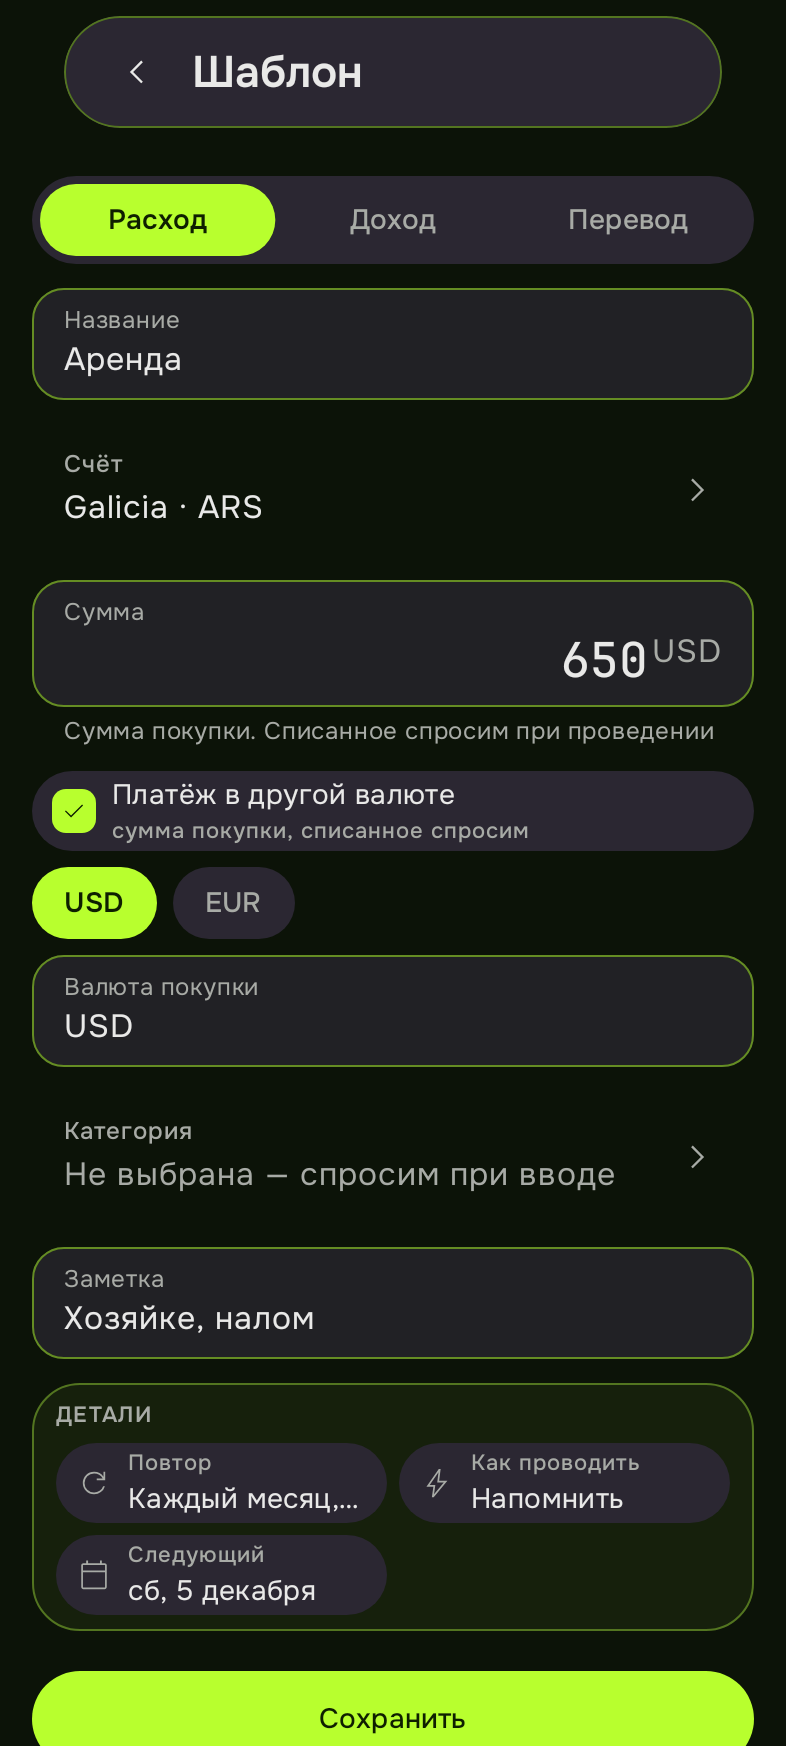 Шаблон
Расход
Доход
Перевод
Название
Аренда
Счёт
Galicia · ARS
Сумма
650 USD
Сумма покупки. Списанное спросим при проведении
Платёж в другой валюте
сумма покупки, списанное спросим
USD
EUR
Валюта покупки
USD
Категория
Не выбрана — спросим при вводе
Заметка
Хозяйке, налом
ДЕТАЛИ
Повтор
Каждый месяц,...
Как проводить
Напомнить
Следующий
сб, 5 декабря
Сохранить